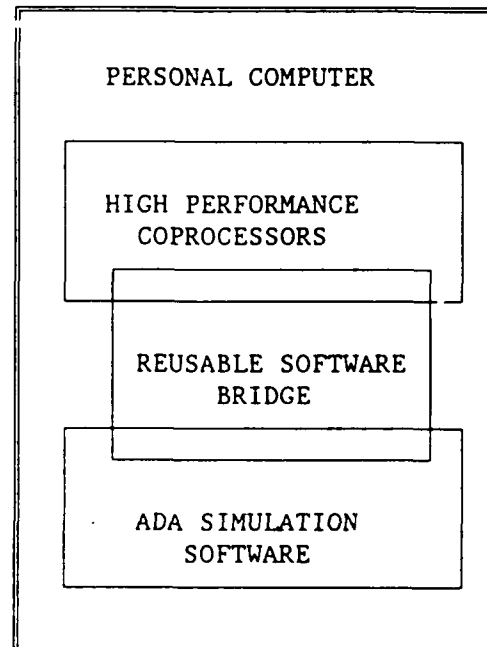 PERSONAL COMPUTER
HIGH PERFORMANCE
COPROCESSORS
REUSABLE SOFTWARE
BRIDGE
ADA SIMULATION
SOFTWARE